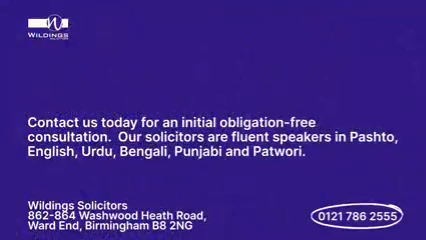 WILDINGS
Contact us today for an initial obligation-free
consultation. Our solicitors are fluent speakers in Pashto,
English, Urdu, Bengali, Punjabi and Patwori.
Wildings Solicitors
862-864 Washwood Heath Road,
Ward End, Birmingham B8 2NG
0121 786 2555